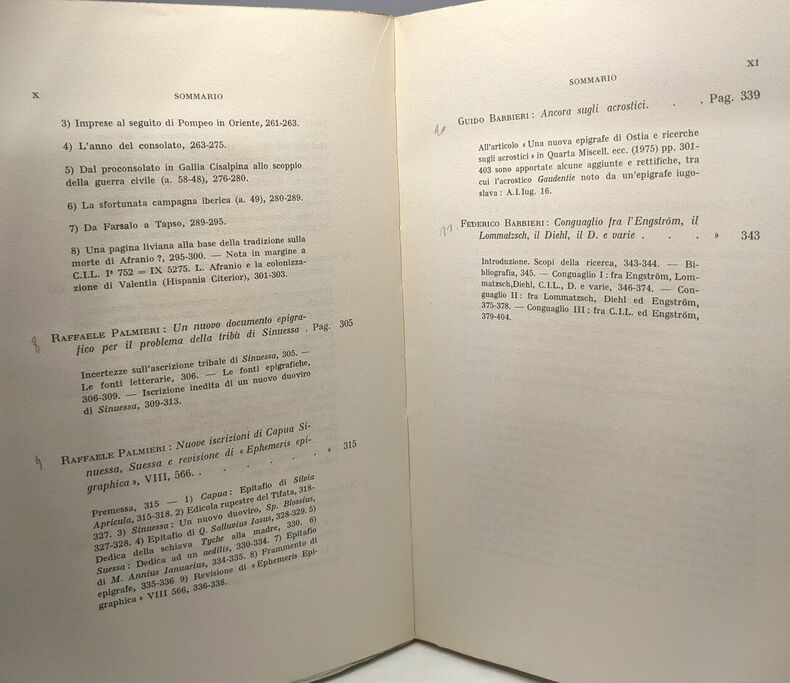 X
SOMMARIO
3) Imprese al seguito di Pompeo in Oriente, 261-263.
4) L'anno del consolato, 263-275.
5) Dal proconsolato in Gallia Cisalpina allo scoppio
della guerra civile (a. 58-48), 276-280.
6) La sfortunata campagna iberica (a. 49), 280-289.
7) Da Farsalo a Tapso, 289-295.
8) Una pagina liviana alla base della tradizione sulla
morte di Afranio ?, 295-300. — Nota in margine a
C.I.L. I² 752 = IX 5275. L. Afranio e la colonizza-
zione di Valentia (Hispania Citerior), 301-303.
8
RAFFAELE PALMIERI : Un nuovo documento epigra-
fico per il problema della tribù di Sinuessa . Pag. 305
Incertezze sull'ascrizione tribale di Sinuessa, 305. —
Le fonti letterarie, 306. — Le fonti epigrafiche,
306-309. — Iscrizione inedita di un nuovo duoviro
di Sinuessa, 309-313.
9
RAFFAELE PALMIERI : Nuove iscrizioni di Capua Si-
nuessa, Suessa e revisione di « Ephemeris epi-
graphica », VIII, 566. . . . . . » 315
Premessa, 315 — 1) Capua : Epitafio di Silvia
Apricula, 315-318. 2) Edicola rupestre del Tifata, 318-
327. 3) Sinuessa : Un nuovo duoviro, Sp. Blossius,
327-328. 4) Epitafio di Q. Salluvius Iasus, 328-329. 5)
Dedica della schiava Tyche alla madre, 330. 6)
Suessa : Dedica ad un aedilis, 330-334. 7) Epitafio
di M. Annius Ianuarius, 334-335. 8) Frammento di
epigrafe, 335-336 9) Revisione di « Ephemeris Epi-
graphica » VIII 566, 336-338.
SOMMARIO
XI
10
GUIDO BARBIERI : Ancora sugli acrostici. . . Pag. 339
All'articolo « Una nuova epigrafe di Ostia e ricerche
sugli acrostici » in Quarta Miscell. ecc. (1975) pp. 301-
403 sono apportate alcune aggiunte e rettifiche, tra
cui l'acrostico Gaudentie noto da un'epigrafe iugo-
slava : A.I.Iug. 16.
11
FEDERICO BARBIERI : Conguaglio fra l'Engström, il
Lommatzsch, il Diehl, il D. e varie . . . » 343
Introduzione. Scopi della ricerca, 343-344. — Bi-
bliografia, 345. — Conguaglio I : fra Engström, Lom-
matzsch,Diehl, C.I.L., D. e varie, 346-374. — Con-
guaglio II : fra Lommatzsch, Diehl ed Engström,
375-378. — Conguaglio III : fra C.I.L. ed Engström,
379-404.